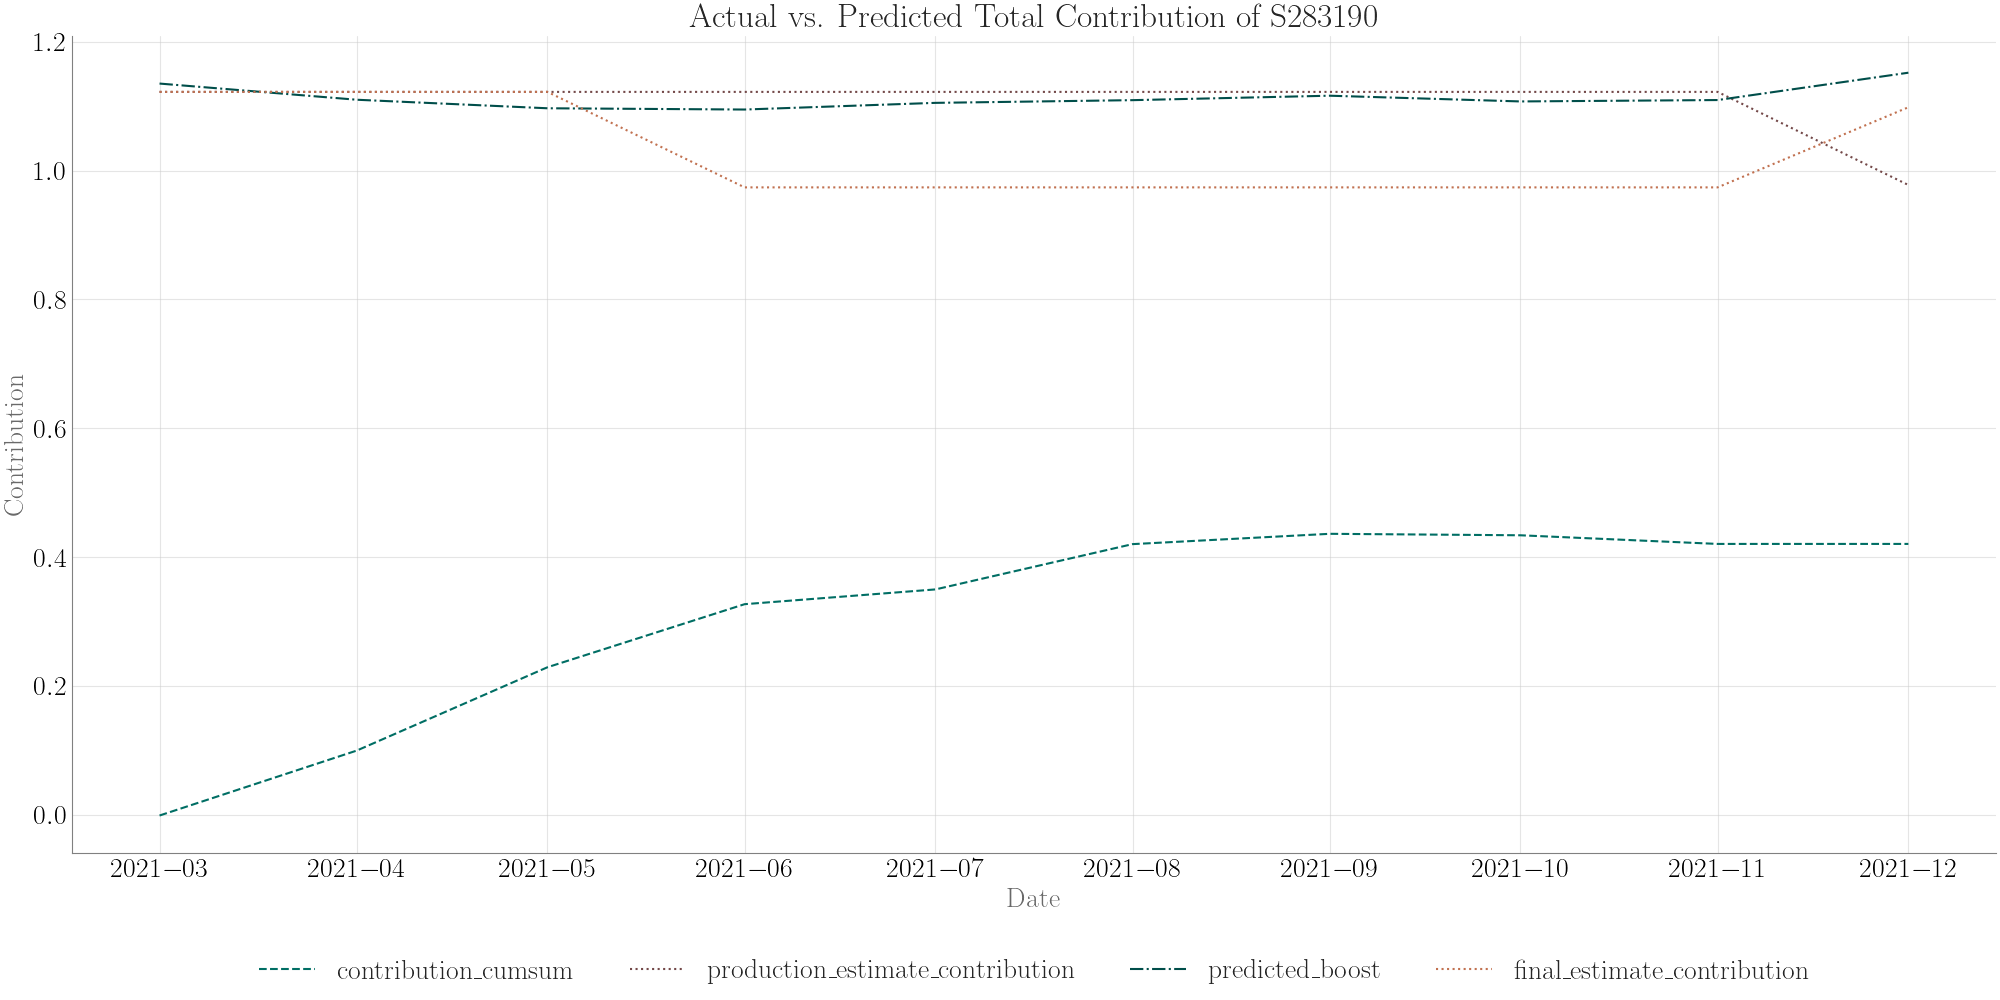 Actual vs. Predicted Total Contribution of S283190
1.2
1.0
0.8
0.6
0.4
0.2
0.0
Contribution
2021−03 2021−04 2021−05 2021−06 2021−07 2021−08 2021−09 2021−10 2021−11 2021−12
Date
contribution_cumsum production_estimate_contribution predicted_boost final_estimate_contribution